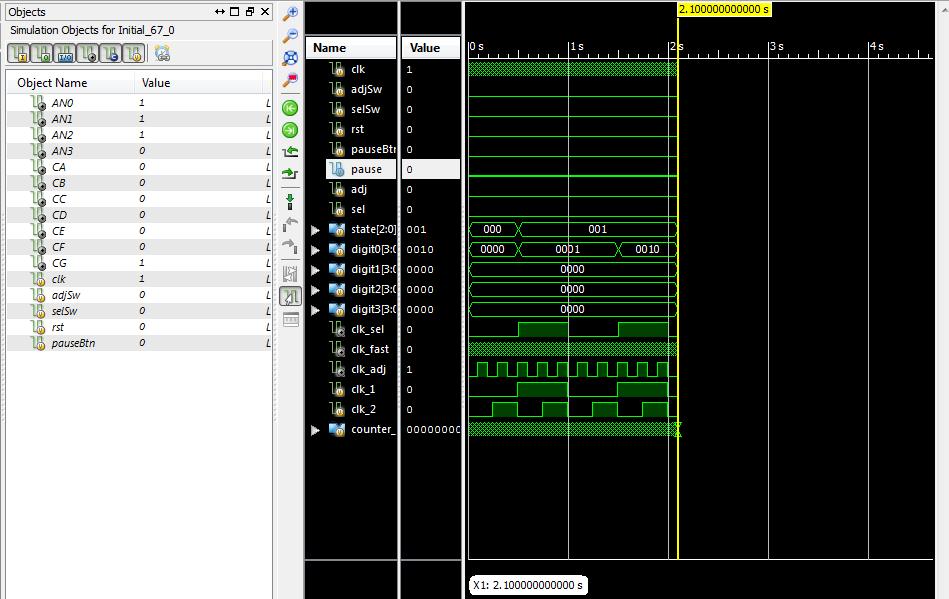 Objects
Simulation Objects for Initial_67_0
Object Name Value
AN0 1 L
AN1 1 L
AN2 1 L
AN3 0 L
CA 0 L
CB 0 L
CC 0 L
CD 0 L
CE 0 L
CF 0 L
CG 1 L
clk 1 L
adjSw 0 L
selSw 0 L
rst 0 L
pauseBtn 0 L
2.100000000000 s
Name Value
0 s 1 s 2 s 3 s 4 s
clk 1
adjSw 0
selSw 0
rst 0
pauseBtn 0
pause 0
adj 0
sel 0
state[2:0] 001 000 001
digit0[3:0 0010 0000 0001 0010
digit1[3:0 0000 0000
digit2[3:0 0000 0000
digit3[3:0 0000 0000
clk_sel 0
clk_fast 0
clk_adj 1
clk_1 0
clk_2 0
counter_ 00000000
X1: 2.100000000000 s